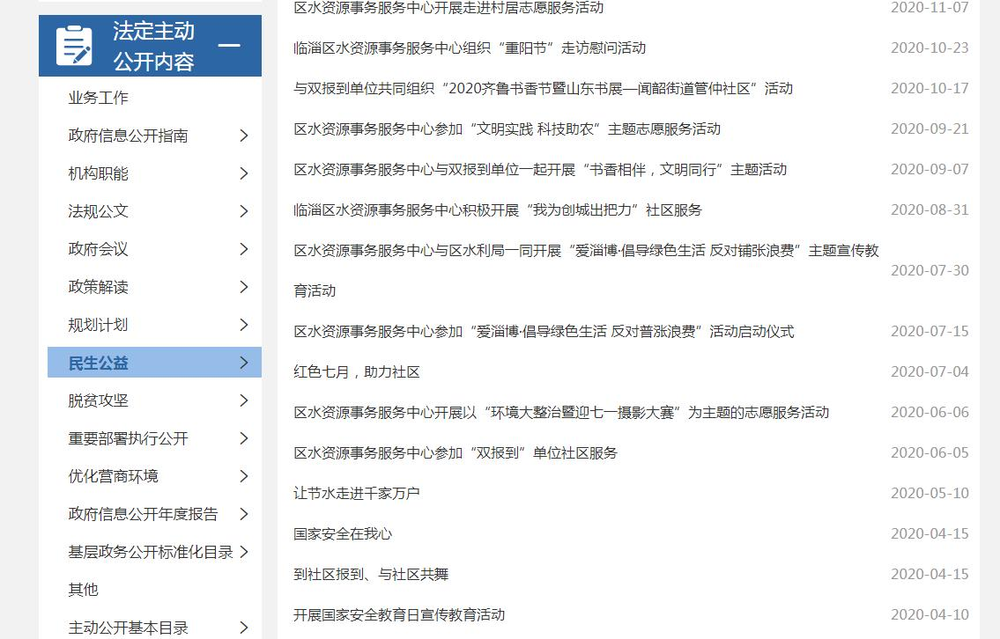 法定主动
公开内容
业务工作
政府信息公开指南
机构职能
法规公文
政府会议
政策解读
规划计划
民生公益
脱贫攻坚
重要部署执行公开
优化营商环境
政府信息公开年度报告
基层政务公开标准化目录
其他
主动公开基本目录
区水资源事务服务中心开展走进村居志愿服务活动 2020-11-07
临淄区水资源事务服务中心组织“重阳节”走访慰问活动 2020-10-23
与双报到单位共同组织“2020齐鲁书香节暨山东书展—闻韶街道管仲社区”活动 2020-10-17
区水资源事务服务中心参加“文明实践 科技助农”主题志愿服务活动 2020-09-21
区水资源事务服务中心与双报到单位一起开展“书香相伴，文明同行”主题活动 2020-09-07
临淄区水资源事务服务中心积极开展“我为创城出把力”社区服务 2020-08-31
区水资源事务服务中心与区水利局一同开展“爱淄博·倡导绿色生活 反对铺张浪费”主题宣传教
育活动 2020-07-30
区水资源事务服务中心参加“爱淄博·倡导绿色生活 反对普涨浪费”活动启动仪式 2020-07-15
红色七月，助力社区 2020-07-04
区水资源事务服务中心开展以“环境大整治暨迎七一摄影大赛”为主题的志愿服务活动 2020-06-06
区水资源事务服务中心参加“双报到”单位社区服务 2020-06-05
让节水走进千家万户 2020-05-10
国家安全在我心 2020-04-15
到社区报到、与社区共舞 2020-04-15
开展国家安全教育日宣传教育活动 2020-04-10